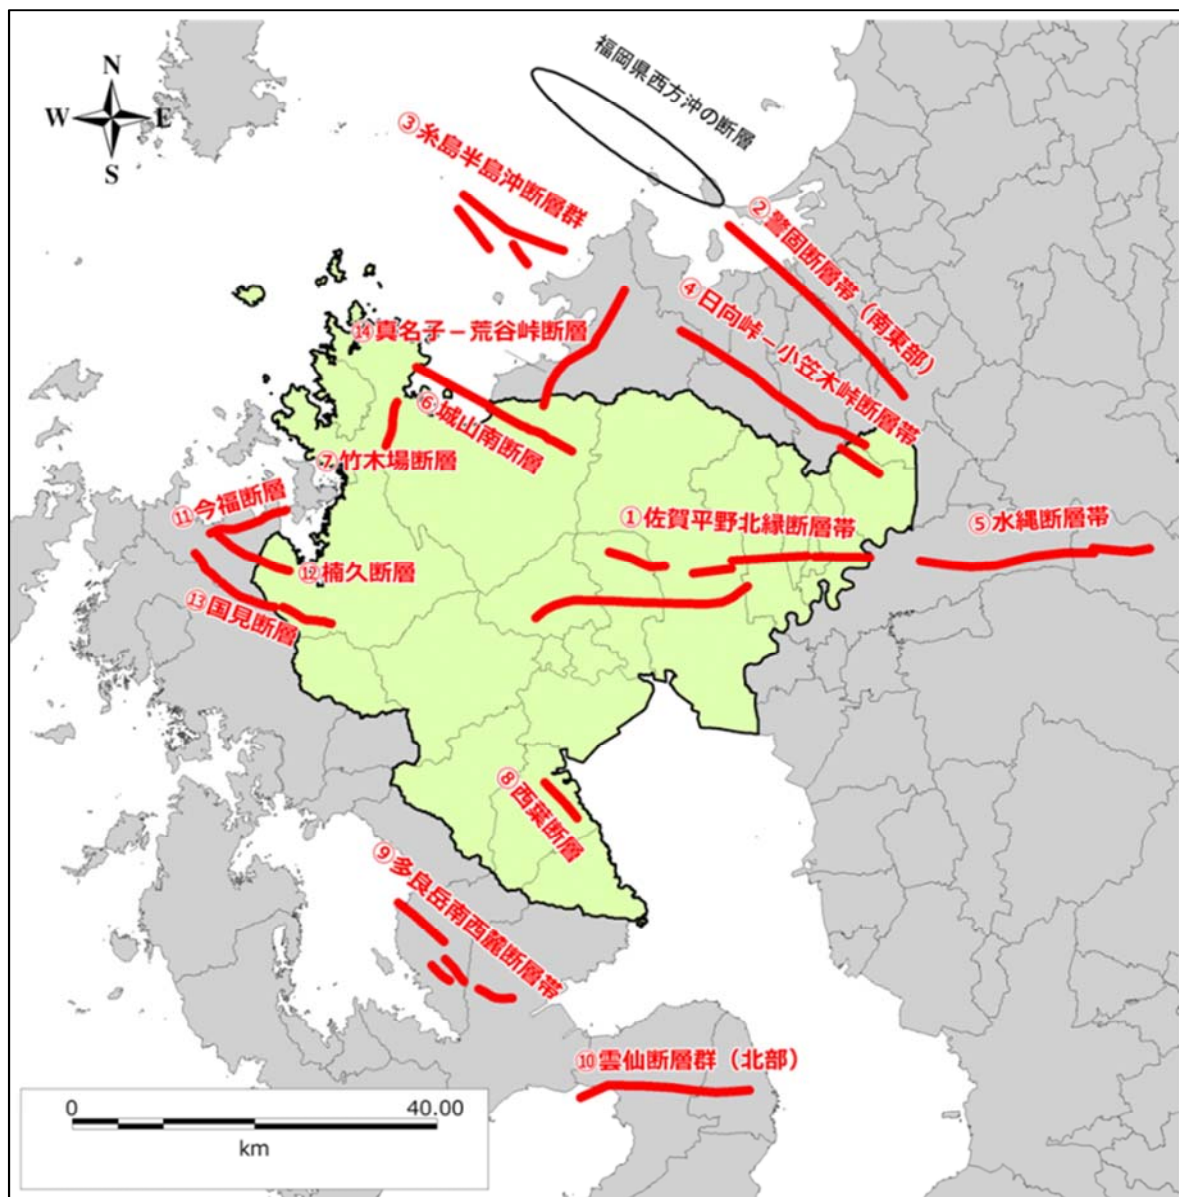 N
W E
S
福岡県西方沖の断層
③糸島半島沖断層群
②警固断層帯（南東部）
④日向峠－小笠木峠断層帯
⑭真名子－荒谷峠断層
⑥城山南断層
⑦竹木場断層
⑪今福断層
①佐賀平野北縁断層帯
⑤水縄断層帯
⑫楠久断層
⑬国見断層
⑧西葉断層
⑨多良岳南西麓断層帯
⑩雲仙断層群（北部）
0 40.00
km